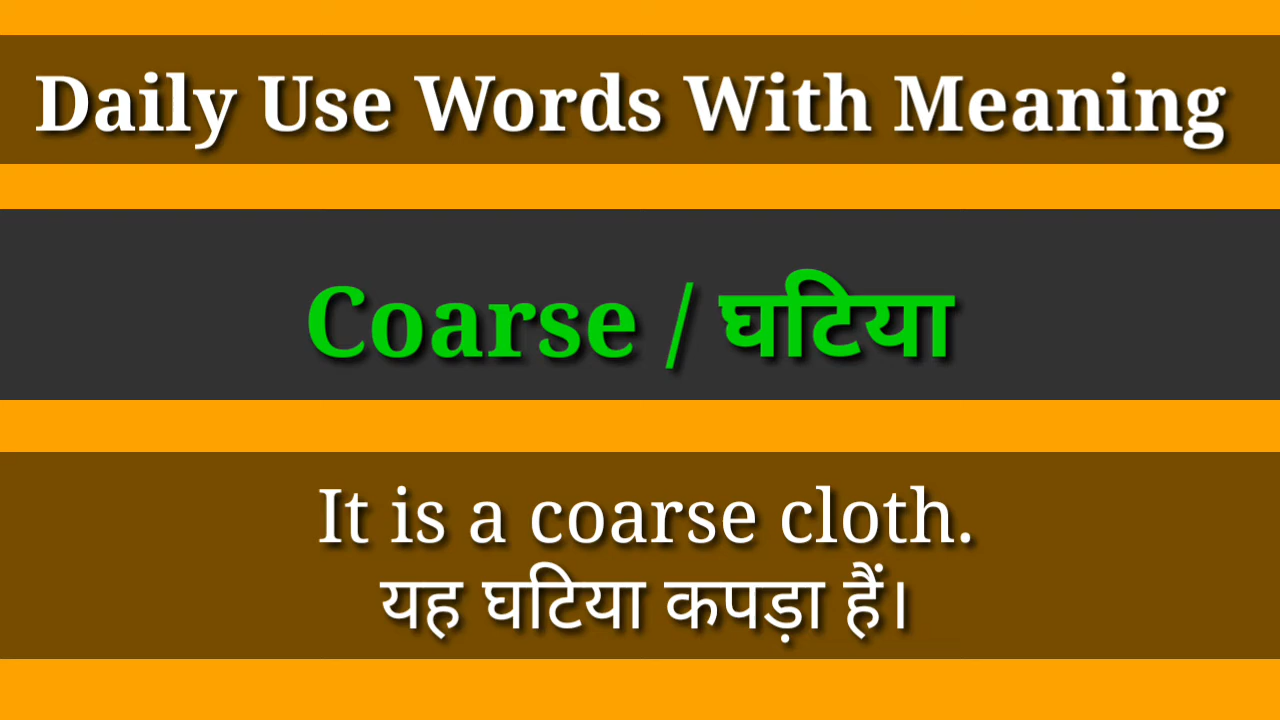 Daily Use Words With Meaning
Coarse / घटिया
It is a coarse cloth.
यह घटिया कपड़ा हैं।